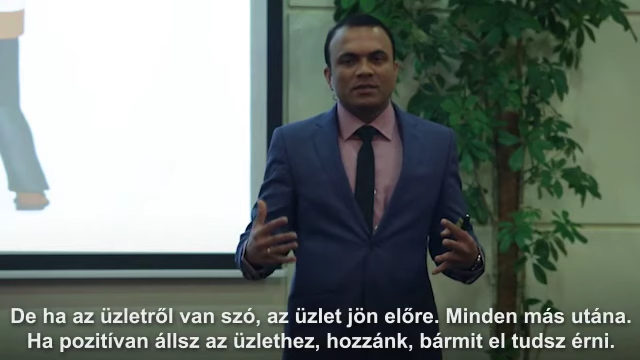 De ha az üzletről van szó, az üzlet jön előre. Minden más utána.
Ha pozitívan állsz az üzlethez, hozzánk, bármit el tudsz érni.